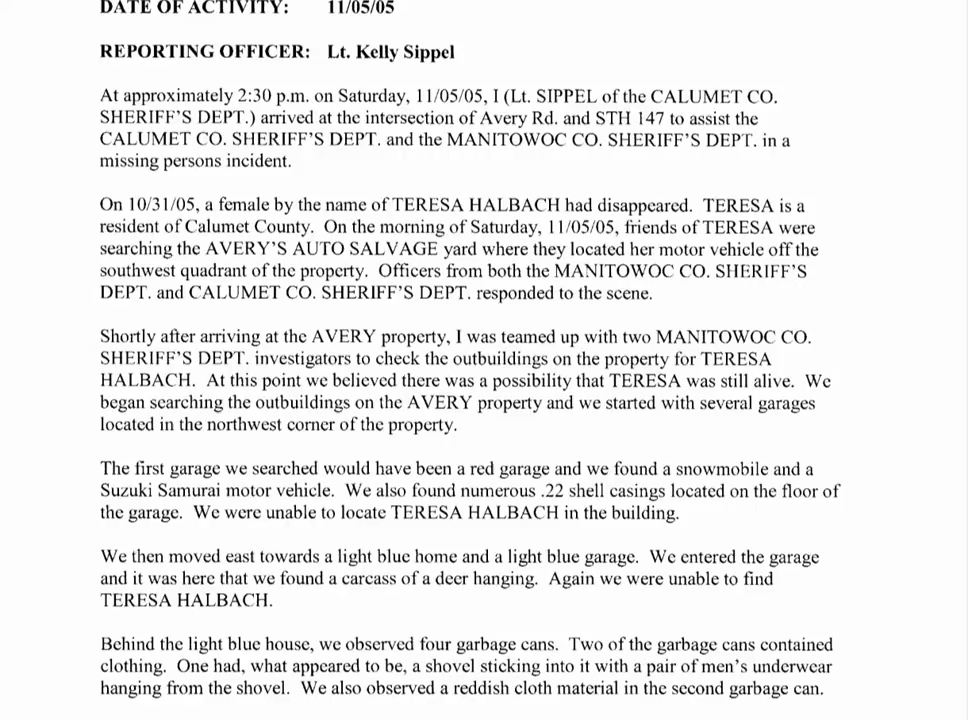 DATE OF ACTIVITY: 11/05/05
REPORTING OFFICER: Lt. Kelly Sippel
At approximately 2:30 p.m. on Saturday, 11/05/05, I (Lt. SIPPEL of the CALUMET CO.
SHERIFF'S DEPT.) arrived at the intersection of Avery Rd. and STH 147 to assist the
CALUMET CO. SHERIFF'S DEPT. and the MANITOWOC CO. SHERIFF'S DEPT. in a
missing persons incident.
On 10/31/05, a female by the name of TERESA HALBACH had disappeared. TERESA is a
resident of Calumet County. On the morning of Saturday, 11/05/05, friends of TERESA were
searching the AVERY'S AUTO SALVAGE yard where they located her motor vehicle off the
southwest quadrant of the property. Officers from both the MANITOWOC CO. SHERIFF'S
DEPT. and CALUMET CO. SHERIFF'S DEPT. responded to the scene.
Shortly after arriving at the AVERY property, I was teamed up with two MANITOWOC CO.
SHERIFF'S DEPT. investigators to check the outbuildings on the property for TERESA
HALBACH. At this point we believed there was a possibility that TERESA was still alive. We
began searching the outbuildings on the AVERY property and we started with several garages
located in the northwest corner of the property.
The first garage we searched would have been a red garage and we found a snowmobile and a
Suzuki Samurai motor vehicle. We also found numerous .22 shell casings located on the floor of
the garage. We were unable to locate TERESA HALBACH in the building.
We then moved east towards a light blue home and a light blue garage. We entered the garage
and it was here that we found a carcass of a deer hanging. Again we were unable to find
TERESA HALBACH.
Behind the light blue house, we observed four garbage cans. Two of the garbage cans contained
clothing. One had, what appeared to be, a shovel sticking into it with a pair of men's underwear
hanging from the shovel. We also observed a reddish cloth material in the second garbage can.